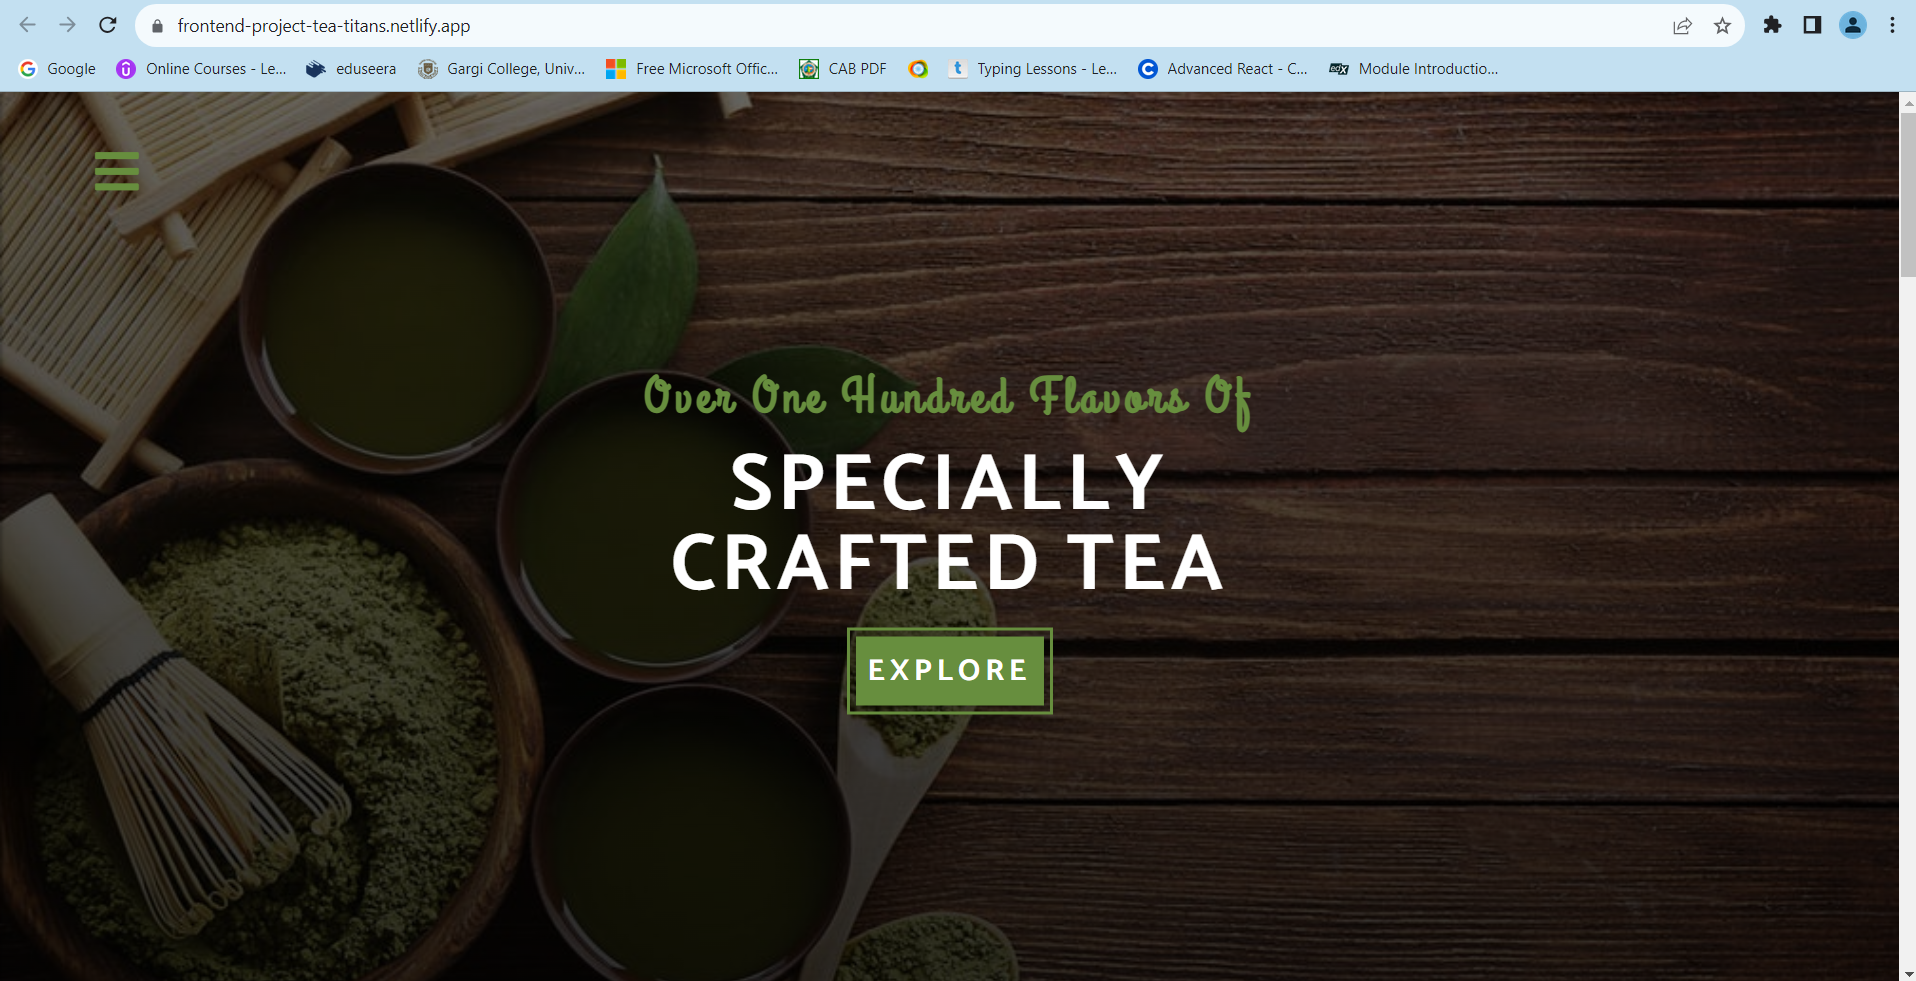 frontend-project-tea-titans.netlify.app
Google
Online Courses - Le...
eduseera
Gargi College, Univ...
Free Microsoft Offic...
CAB PDF
t
Typing Lessons - Le...
Advanced React - C...
edX
Module Introductio...
Over One Hundred Flavors Of
SPECIALLY
CRAFTED TEA
EXPLORE